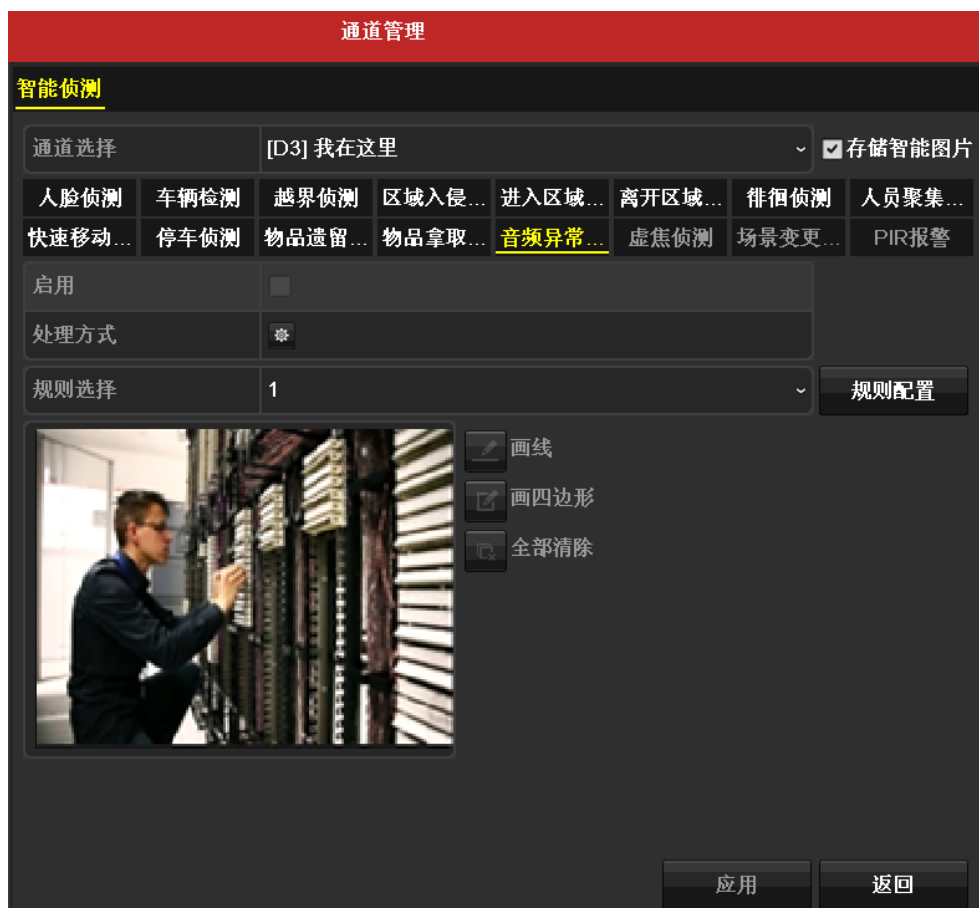 通道管理
智能侦测
通道选择 [D3] 我在这里 存储智能图片
人脸侦测 车辆检测 越界侦测 区域入侵... 进入区域... 离开区域... 徘徊侦测 人员聚集...
快速移动... 停车侦测 物品遗留... 物品拿取... 音频异常... 虚焦侦测 场景变更... PIR报警
启用
处理方式
规则选择 1 规则配置
画线
画四边形
全部清除
应用 返回